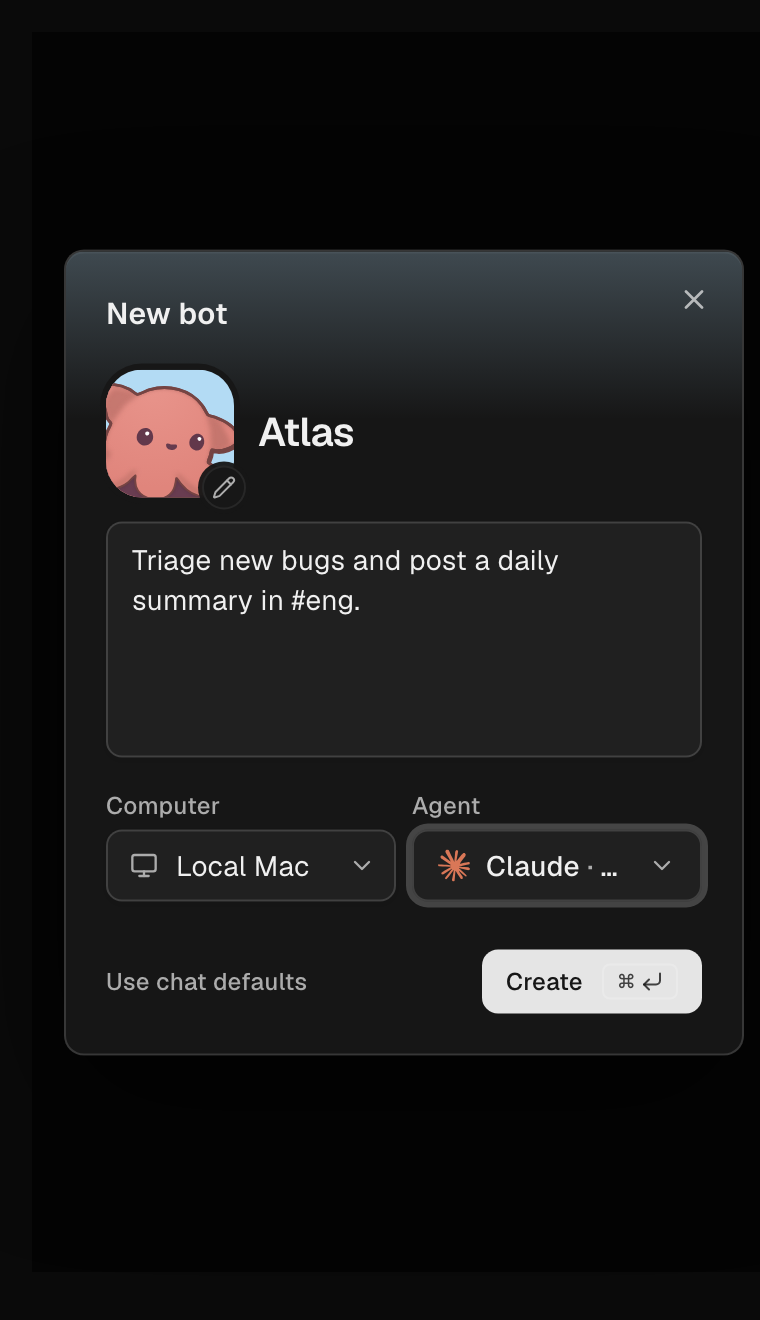 New bot
Atlas
Triage new bugs and post a daily
summary in #eng.
Computer
Agent
Local Mac
Claude · ...
Use chat defaults
Create ⌘ ↵